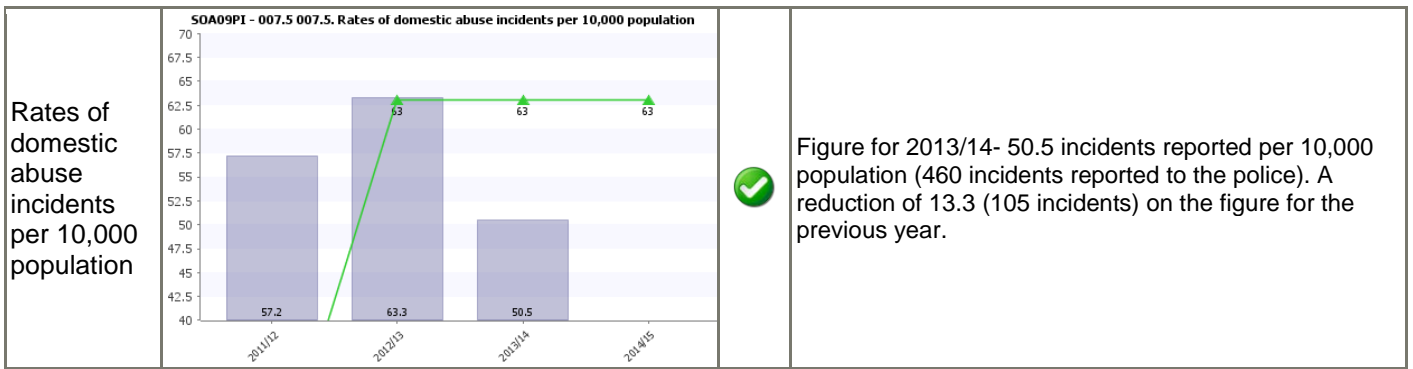 Rates of
domestic
abuse
incidents
per 10,000
population
SOA09PI - 007.5 007.5. Rates of domestic abuse incidents per 10,000 population
70
67.5
65
62.5
60
57.5
55
52.5
50
47.5
45
42.5
40
63
63
63
57.2
63.3
50.5
2011/12
2012/13
2013/14
2014/15
Figure for 2013/14- 50.5 incidents reported per 10,000
population (460 incidents reported to the police). A
reduction of 13.3 (105 incidents) on the figure for the
previous year.